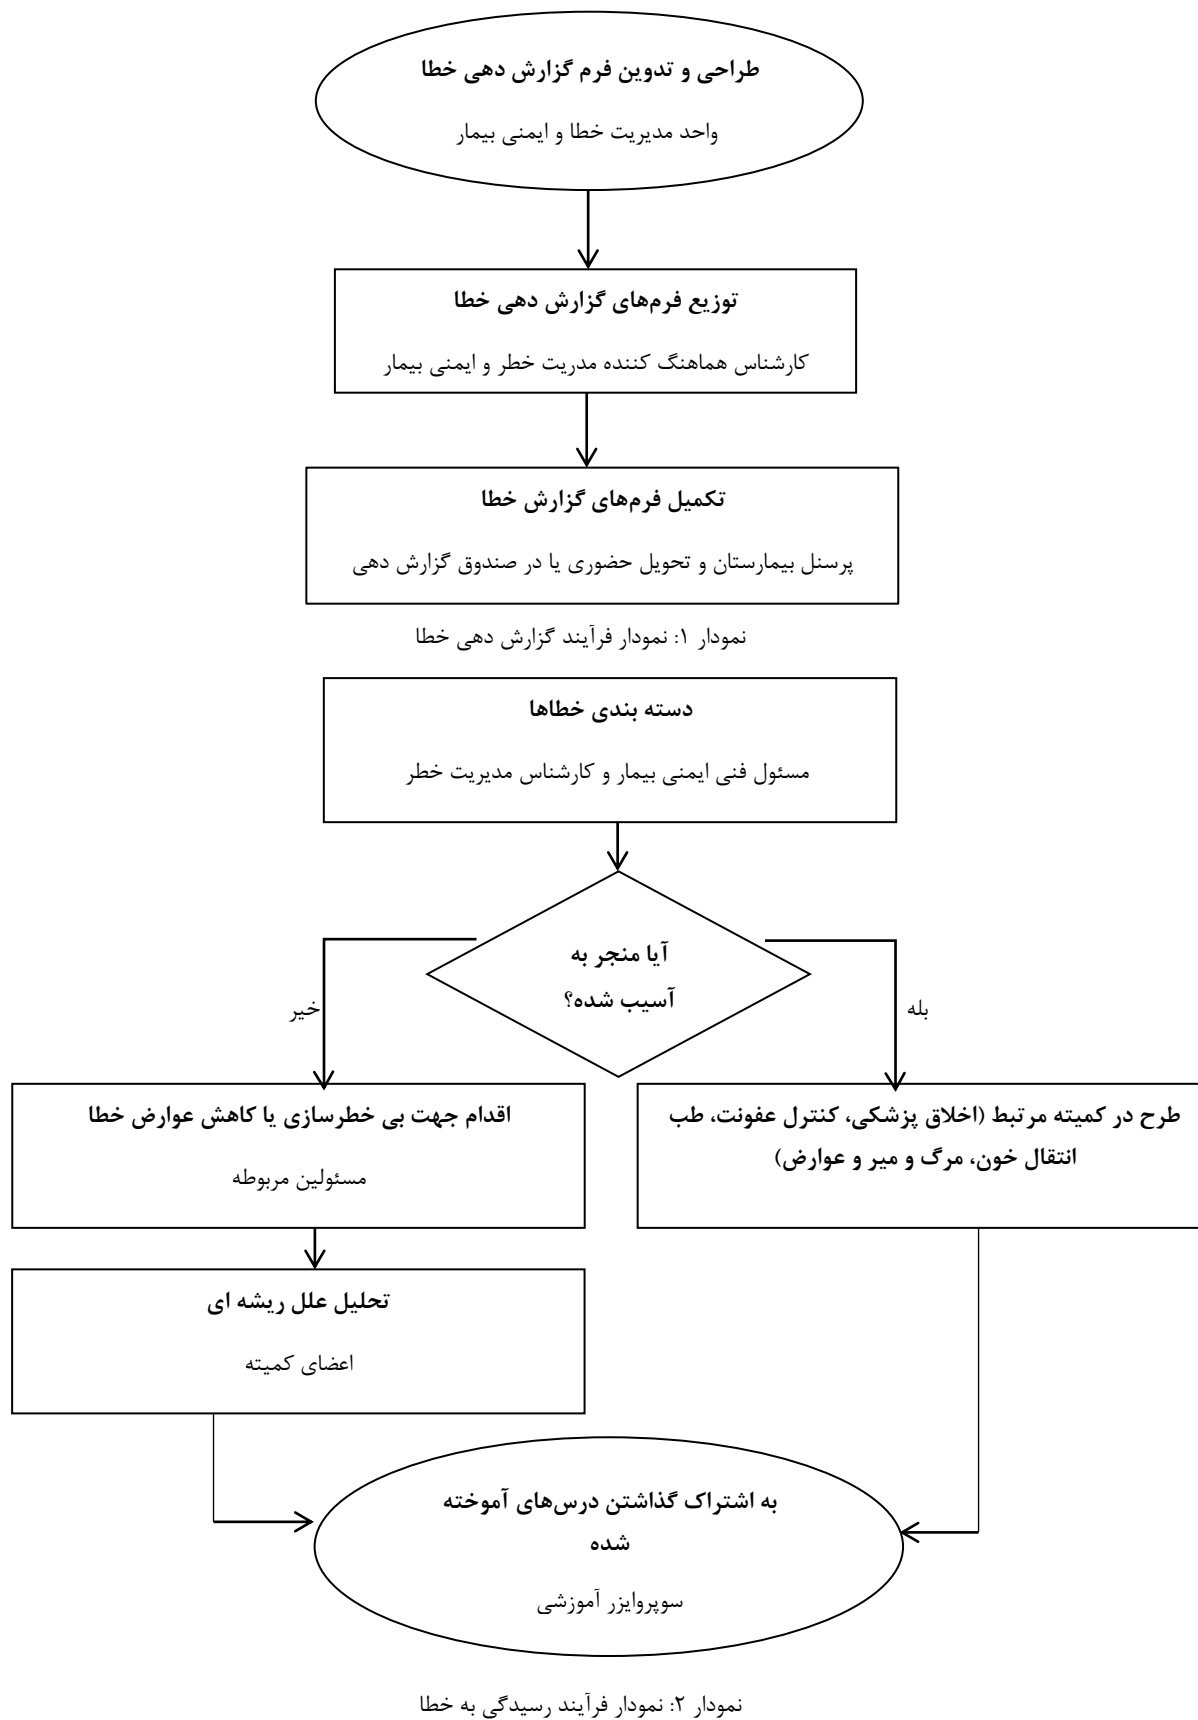 طراحی و تدوین فرم گزارش دهی خطا
واحد مدیریت خطا و ایمنی بیمار
توزیع فرم‌های گزارش دهی خطا
کارشناس هماهنگ کننده مدریت خطر و ایمنی بیمار
تکمیل فرم‌های گزارش خطا
پرسنل بیمارستان و تحویل حضوری یا در صندوق گزارش دهی
نمودار ۱: نمودار فرآیند گزارش دهی خطا
دسته بندی خطاها
مسئول فنی ایمنی بیمار و کارشناس مدیریت خطر
آیا منجر به
آسیب شده؟
بله
خیر
طرح در کمیته مرتبط (اخلاق پزشکی، کنترل عفونت، طب
انتقال خون، مرگ و میر و عوارض)
اقدام جهت بی خطرسازی یا کاهش عوارض خطا
مسئولین مربوطه
تحلیل علل ریشه ای
اعضای کمیته
به اشتراک گذاشتن درس‌های آموخته
شده
سوپروایزر آموزشی
نمودار ۲: نمودار فرآیند رسیدگی به خطا